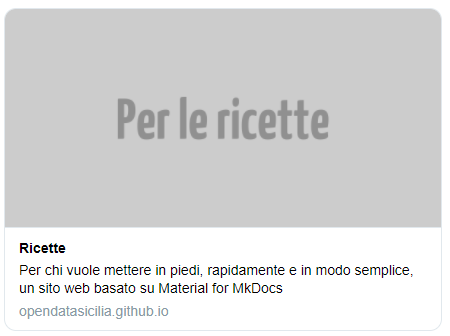 Per le ricette
Ricette
Per chi vuole mettere in piedi, rapidamente e in modo semplice,
un sito web basato su Material for MkDocs
opendatasicilia.github.io